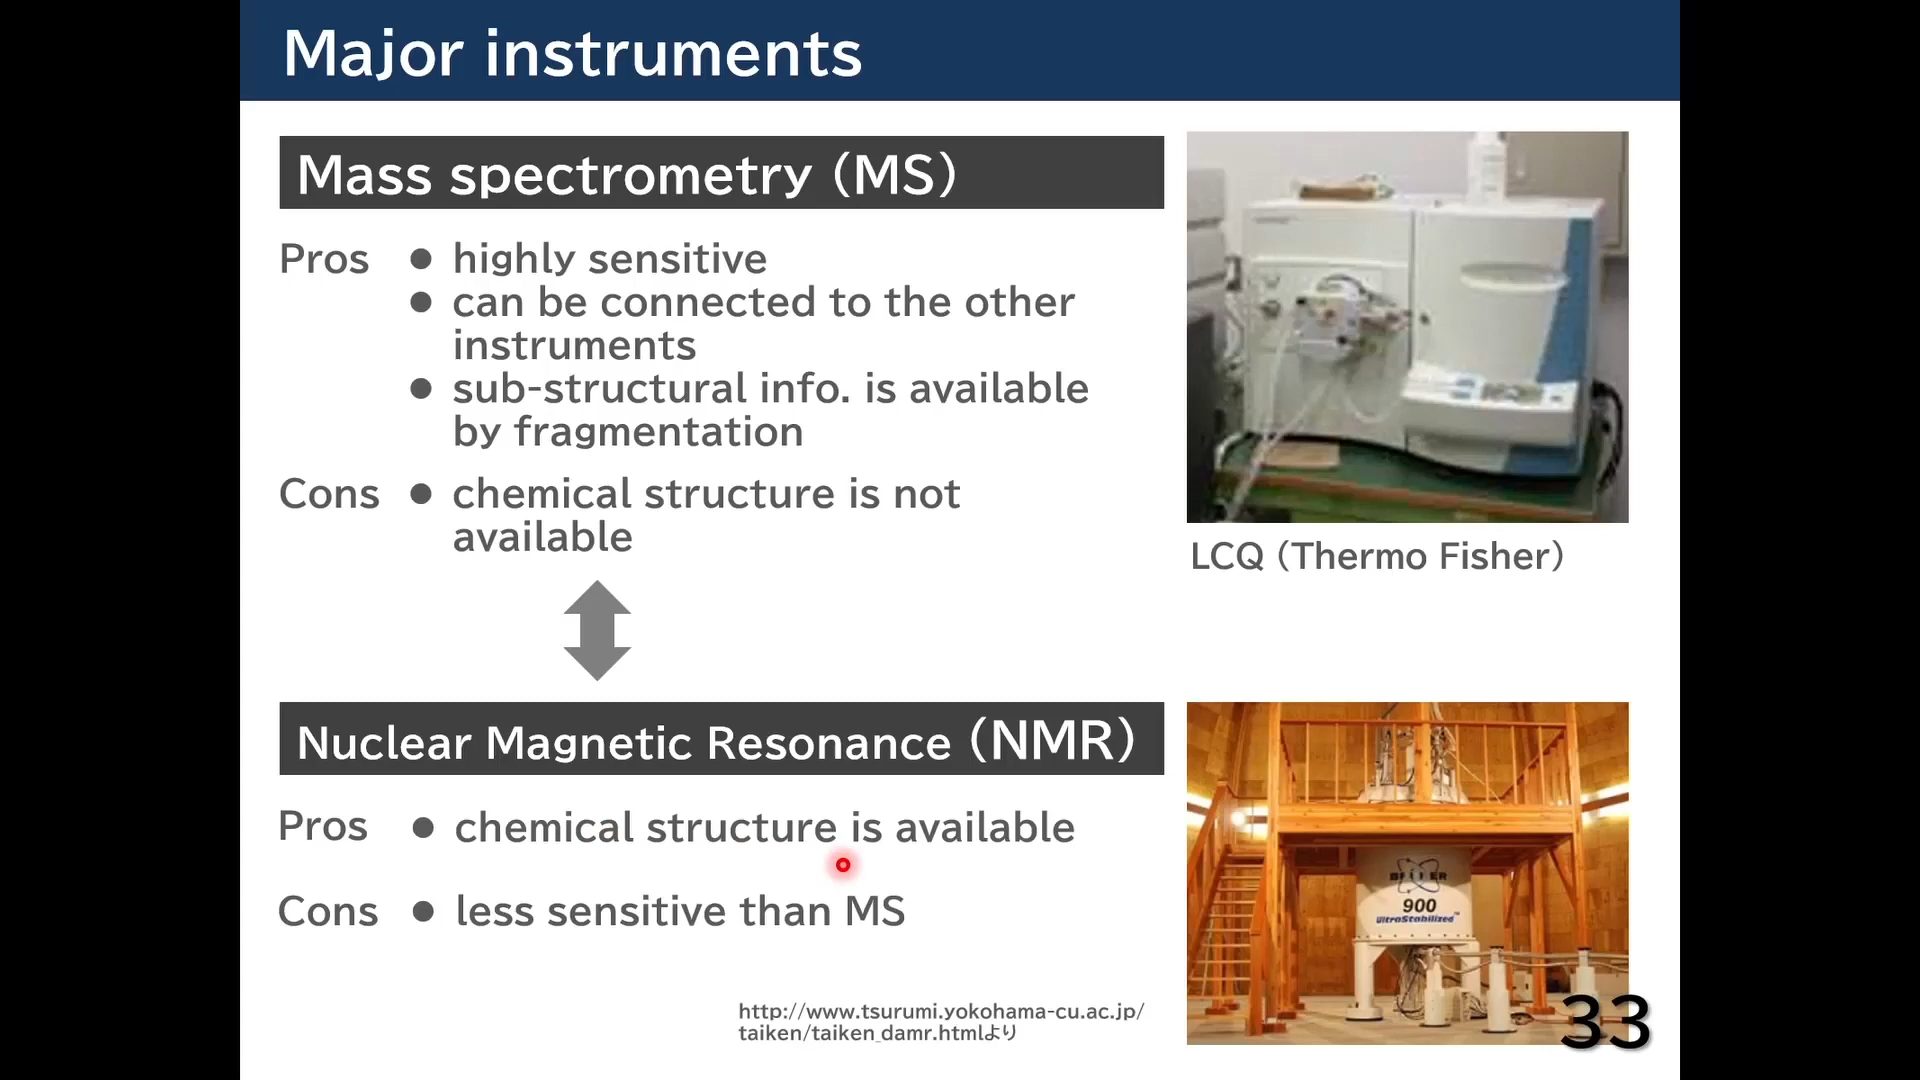 Major instruments
Mass spectrometry (MS)
Pros ● highly sensitive
● can be connected to the other
instruments
● sub-structural info. is available
by fragmentation
Cons ● chemical structure is not
available
LCQ (Thermo Fisher)
Nuclear Magnetic Resonance (NMR)
Pros ● chemical structure is available
Cons ● less sensitive than MS
900
UltraStabilized
http://www.tsurumi.yokohama-cu.ac.jp/
taiken/taiken_damr.htmlより
33